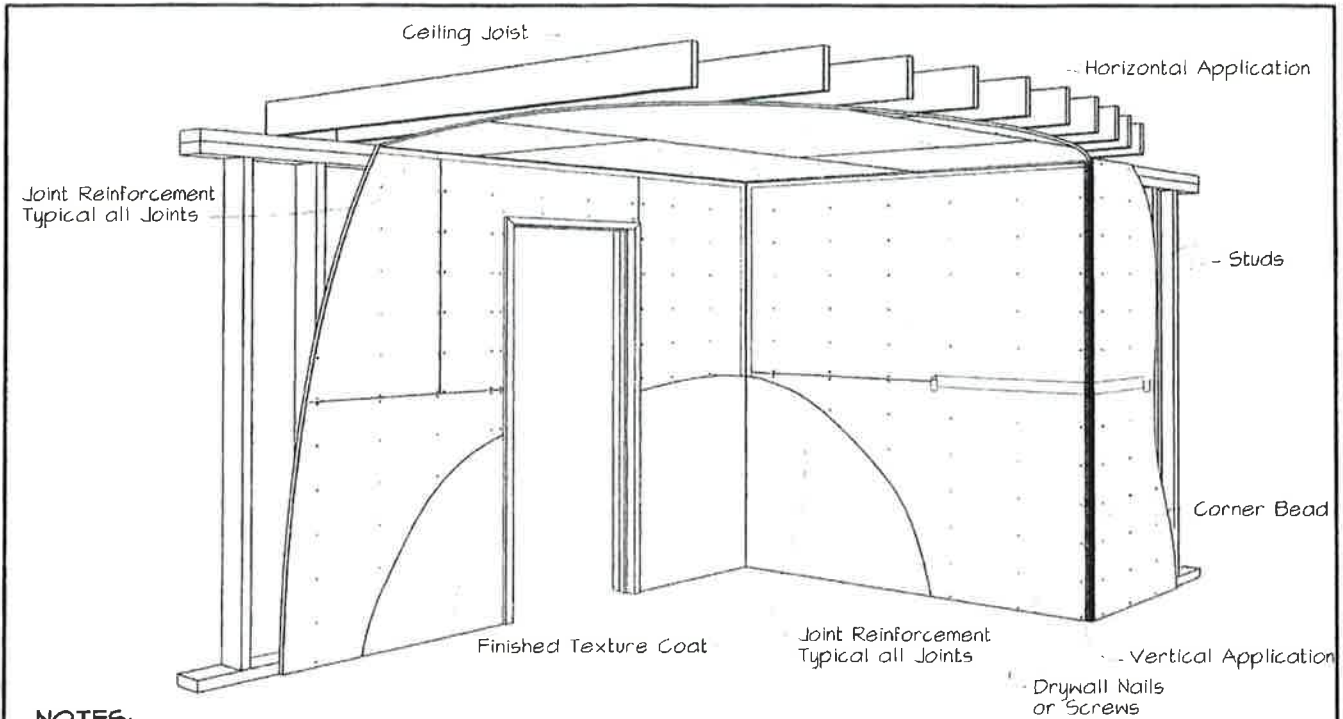 Ceiling Joist
Horizontal Application
Joint Reinforcement
Typical all Joints
Studs
Corner Bead
Finished Texture Coat
Joint Reinforcement
Typical all Joints
Vertical Application
Drywall Nails
or Screws
NOTES: